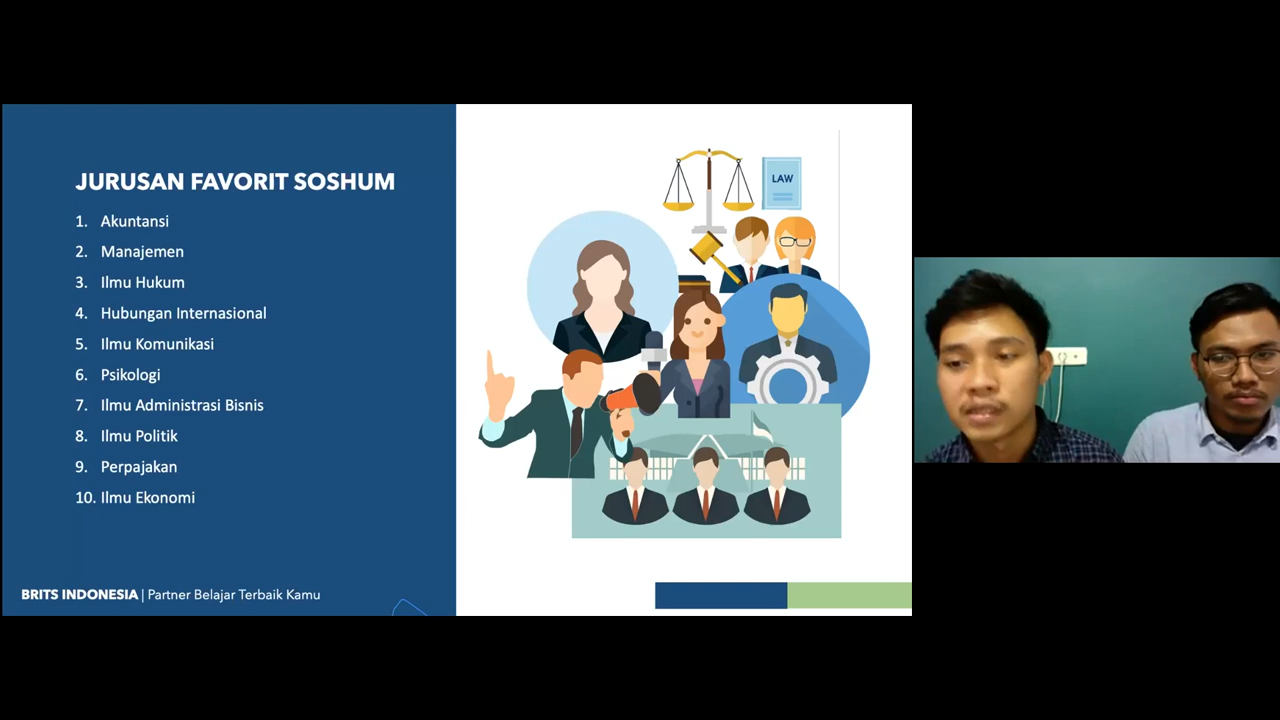 JURUSAN FAVORIT SOSHUM
1. Akuntansi
2. Manajemen
3. Ilmu Hukum
4. Hubungan Internasional
5. Ilmu Komunikasi
6. Psikologi
7. Ilmu Administrasi Bisnis
8. Ilmu Politik
9. Perpajakan
10. Ilmu Ekonomi
BRITS INDONESIA | Partner Belajar Terbaik Kamu
LAW